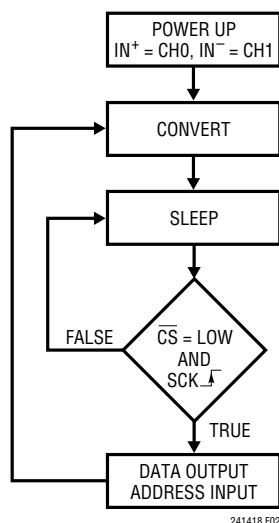 POWER UP
IN⁺ = CH0, IN⁻ = CH1
CONVERT
SLEEP
FALSE
C̅S̅ = LOW
AND
SCK
TRUE
DATA OUTPUT
ADDRESS INPUT
241418 F02